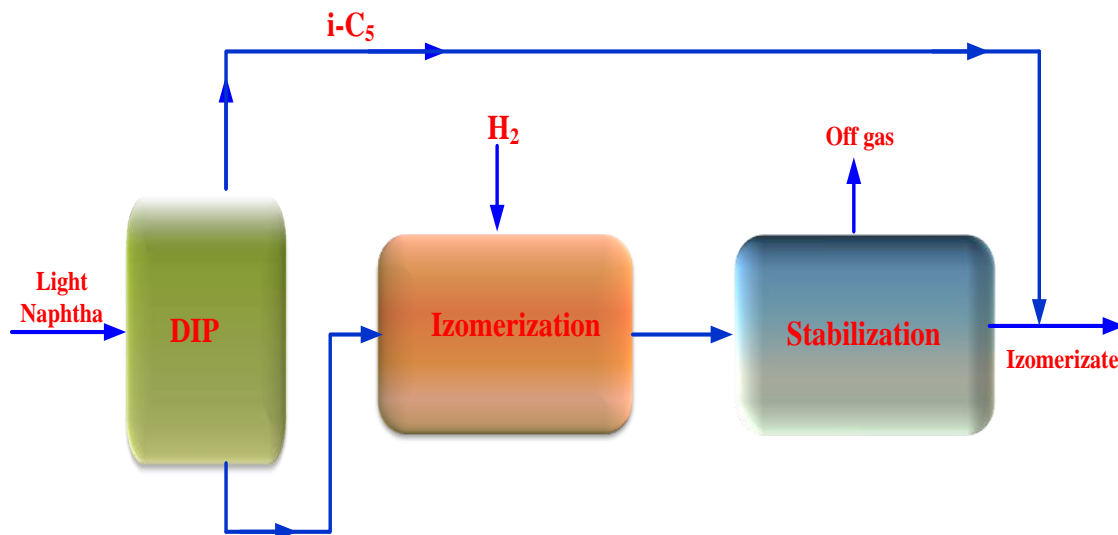 i-C₅
H₂
Off gas
Light
Naphtha
DIP
Izomerization
Stabilization
Izomerizate